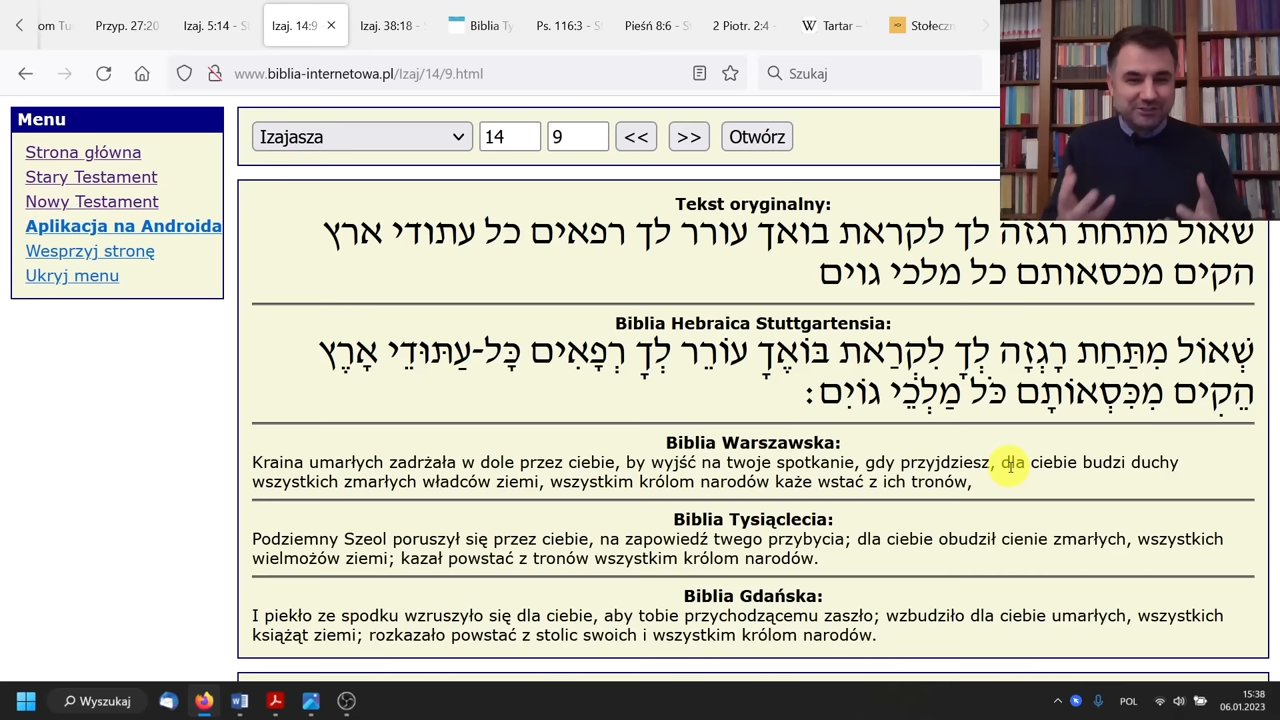 om Tu
Przyp. 27:20
Izaj. 5:14 - S
Izaj. 14:9
Izaj. 38:18 -
Biblia Ty
Ps. 116:3 - S
Pieśń 8:6 - S
2 Piotr. 2:4 -
W Tartar –
Stołeczn
www.biblia-internetowa.pl/Izaj/14/9.html
Szukaj
Menu
Strona główna
Stary Testament
Nowy Testament
Aplikacja na Androida
Wesprzyj stronę
Ukryj menu
Izajasza 14 9 << >> Otwórz
Tekst oryginalny:
שאול מתחת רגזה לך לקראת בואך עורר לך רפאים כל עתודי ארץ
הקים מכסאותם כל מלכי גוים
Biblia Hebraica Stuttgartensia:
שְׁאוֹל מִתַּחַת רָגְזָה לְךָ לִקְרַאת בּוֹאֶךָ עוֹרֵר לְךָ רְפָאִים כָּל-עַתּוּדֵי אָרֶץ
הֵקִים מִכִּסְאוֹתָם כֹּל מַלְכֵי גוֹיִם׃
Biblia Warszawska:
Kraina umarłych zadrżała w dole przez ciebie, by wyjść na twoje spotkanie, gdy przyjdziesz, dla ciebie budzi duchy
wszystkich zmarłych władców ziemi, wszystkim królom narodów każe wstać z ich tronów,
Biblia Tysiąclecia:
Podziemny Szeol poruszył się przez ciebie, na zapowiedź twego przybycia; dla ciebie obudził cienie zmarłych, wszystkich
wielmożów ziemi; kazał powstać z tronów wszystkim królom narodów.
Biblia Gdańska:
I piekło ze spodku wzruszyło się dla ciebie, aby tobie przychodzącemu zaszło; wzbudziło dla ciebie umarłych, wszystkich
książąt ziemi; rozkazało powstać z stolic swoich i wszystkim królom narodów.
Wyszukaj
POL
15:38
06.01.2023